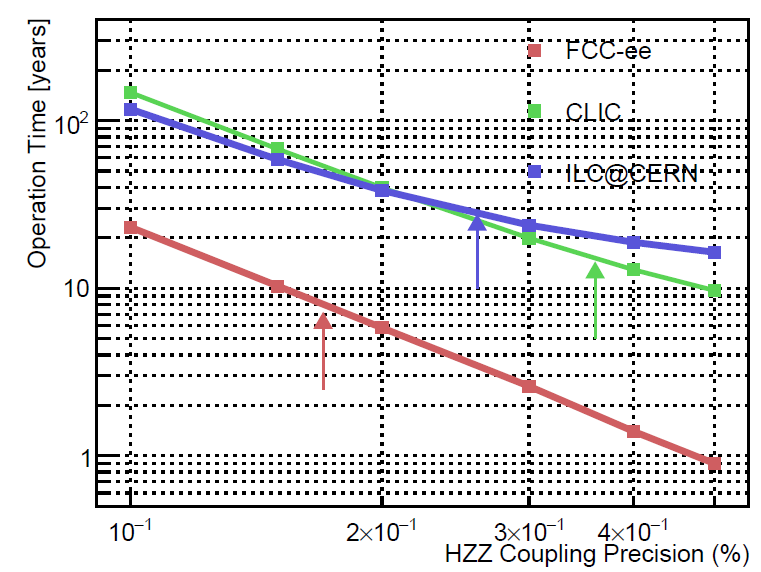 Operation Time [years]
FCC-ee
CLIC
ILC@CERN
10²
10
1
10⁻¹
2×10⁻¹
3×10⁻¹
4×10⁻¹
HZZ Coupling Precision (%)